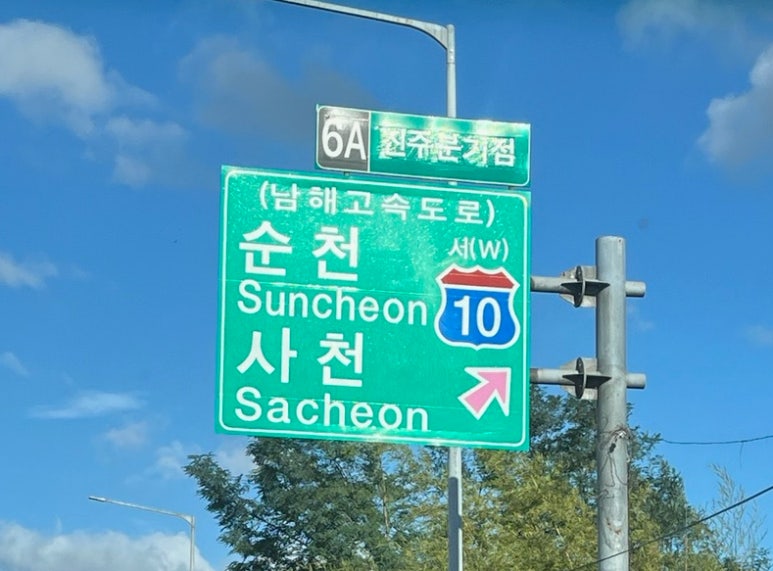 6A 진주분기점
(남해고속도로)
순천 서(W)
Suncheon 10
사천
Sacheon